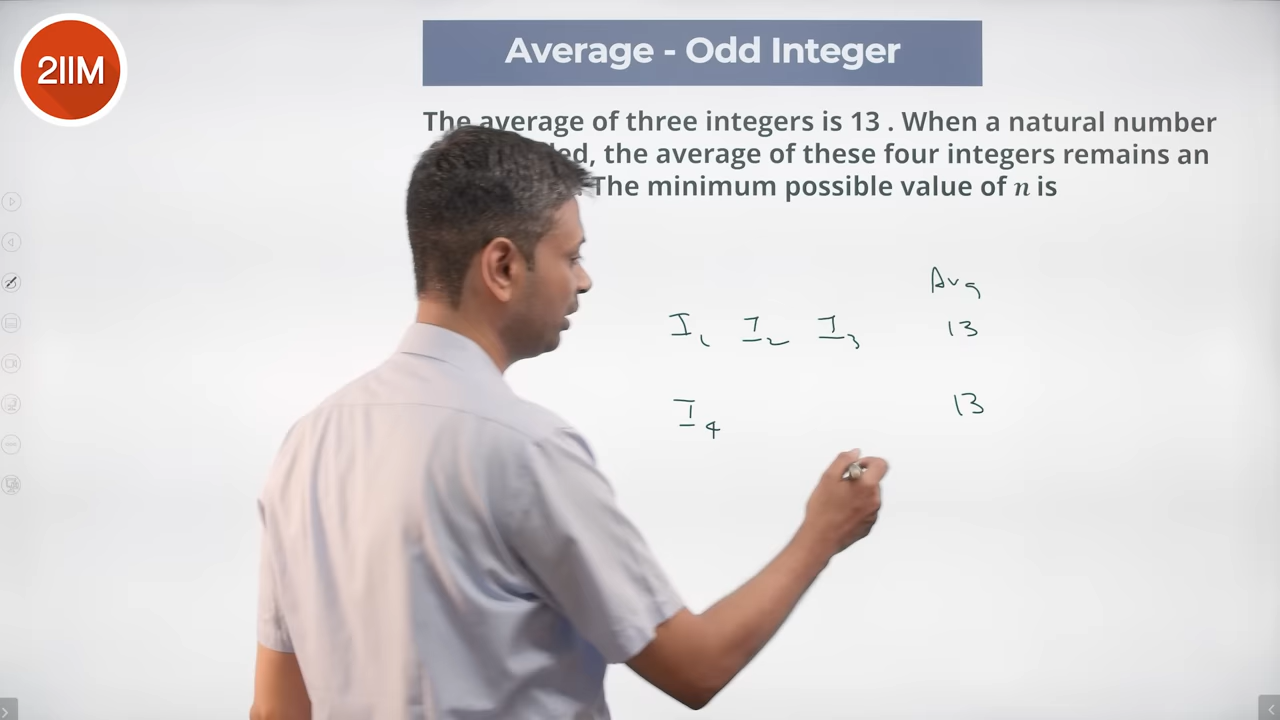 2IIM
Average - Odd Integer
The average of three integers is 13 . When a natural number
the average of these four integers remains an
The minimum possible value of n is
Avg
I₁ I₂ I₃ 13
I₄ 13